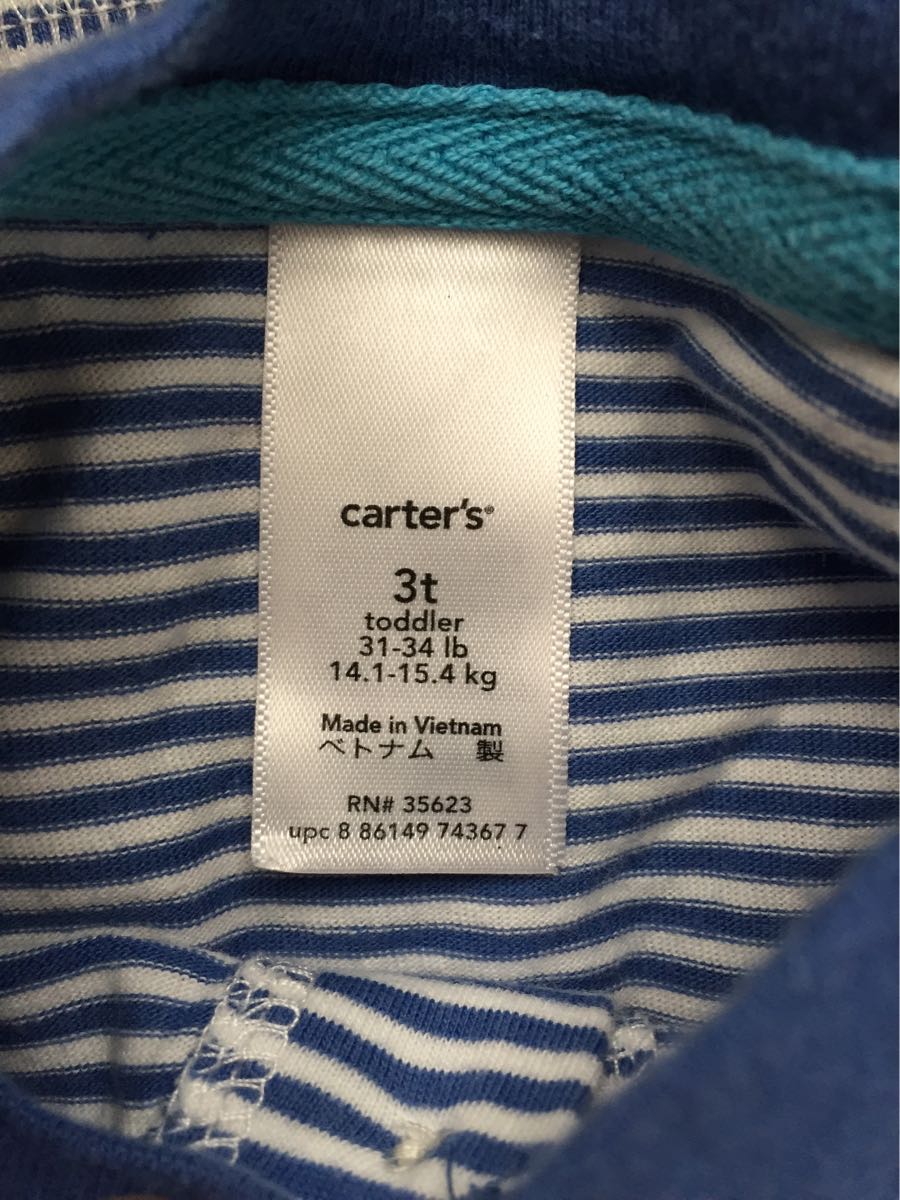 carter's®
3t
toddler
31-34 lb
14.1-15.4 kg
Made in Vietnam
ベトナム 製
RN# 35623
upc 8 86149 74367 7